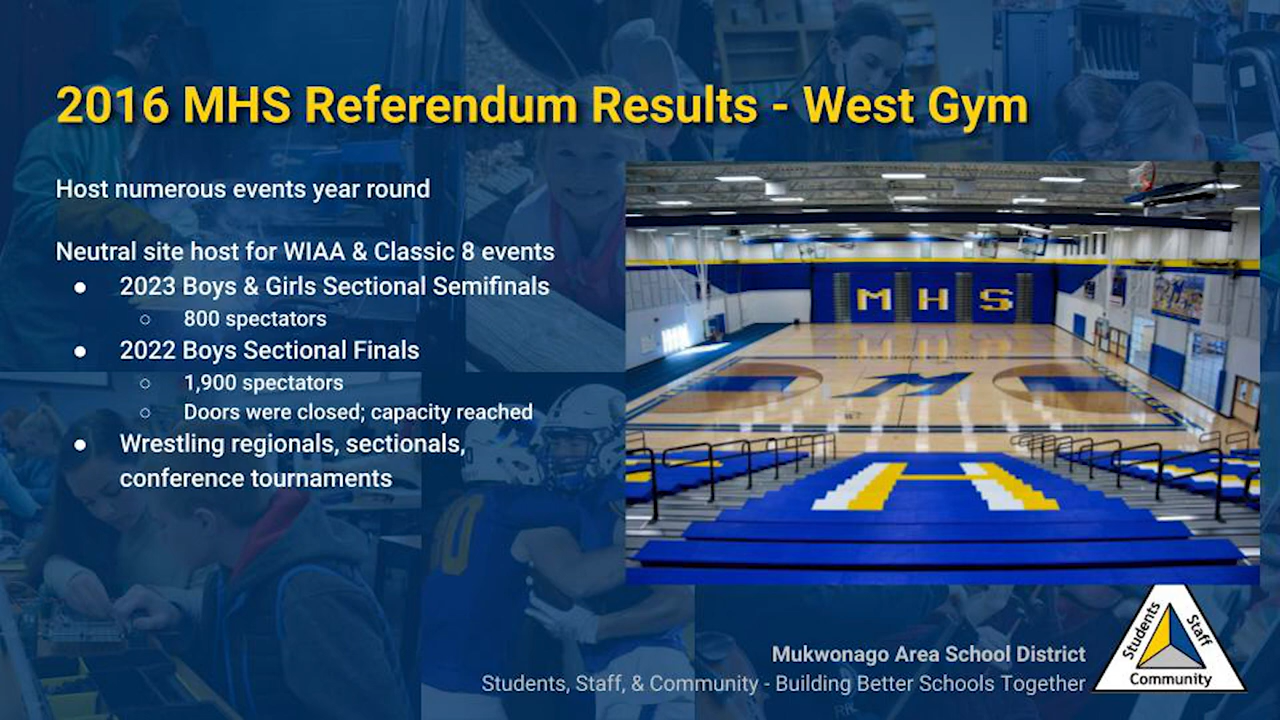 2016 MHS Referendum Results - West Gym
Host numerous events year round
Neutral site host for WIAA & Classic 8 events
● 2023 Boys & Girls Sectional Semifinals
○ 800 spectators
● 2022 Boys Sectional Finals
○ 1,900 spectators
○ Doors were closed; capacity reached
● Wrestling regionals, sectionals,
conference tournaments
M H S
M
H
Mukwonago Area School District
Students, Staff, & Community - Building Better Schools Together
Students
Staff
Community